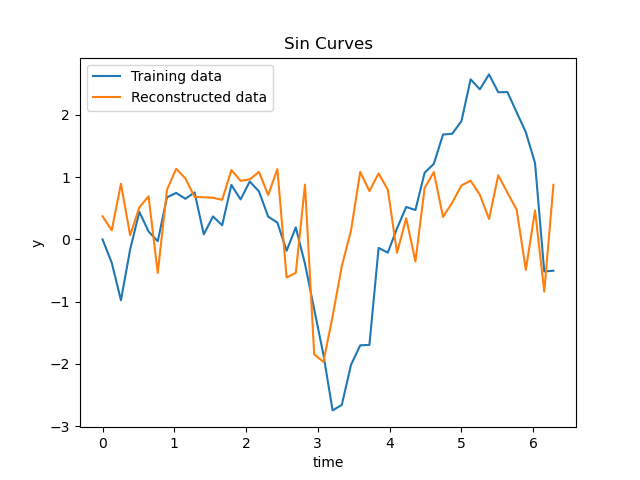 Sin Curves
Training data
Reconstructed data
y
2
1
0
−1
−2
−3
0 1 2 3 4 5 6
time